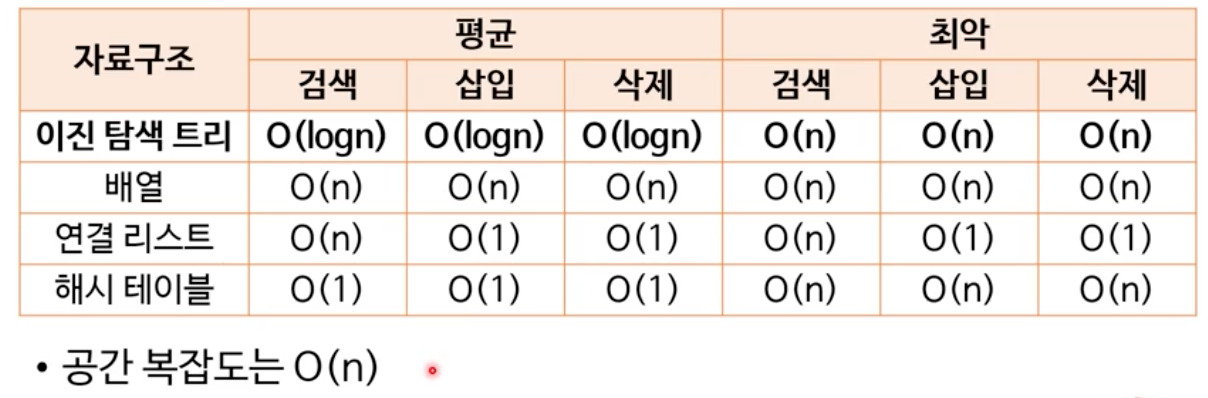 자료구조 평균 최악
검색 삽입 삭제 검색 삽입 삭제
이진 탐색 트리 O(logn) O(logn) O(logn) O(n) O(n) O(n)
배열 O(n) O(n) O(n) O(n) O(n) O(n)
연결 리스트 O(n) O(1) O(1) O(n) O(1) O(1)
해시 테이블 O(1) O(1) O(1) O(n) O(n) O(n)
• 공간 복잡도는 O(n)